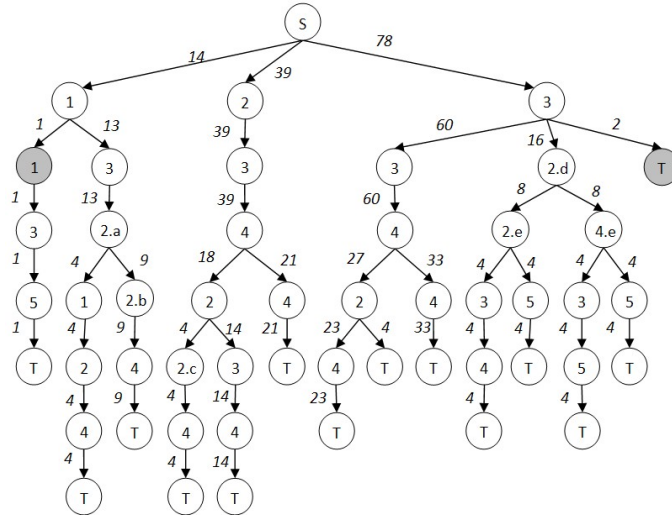 S
14 39 78
1 2 3
1 13 39 60 16 2
1 3 3 3 2.d T
1 13 39 60 8 8
3 2.a 4 4 2.e 4.e
1 4 9 18 21 27 33 4 4 4 4
5 1 2.b 2 4 2 4 3 5 3 5
1 4 9 4 14 21 23 4 33 4 4 4 4
T 2 4 2.c 3 T 4 T T 4 T 5 T
4 9 4 14 23 4 4
4 T 4 4 T T T
4 4 14
T T T